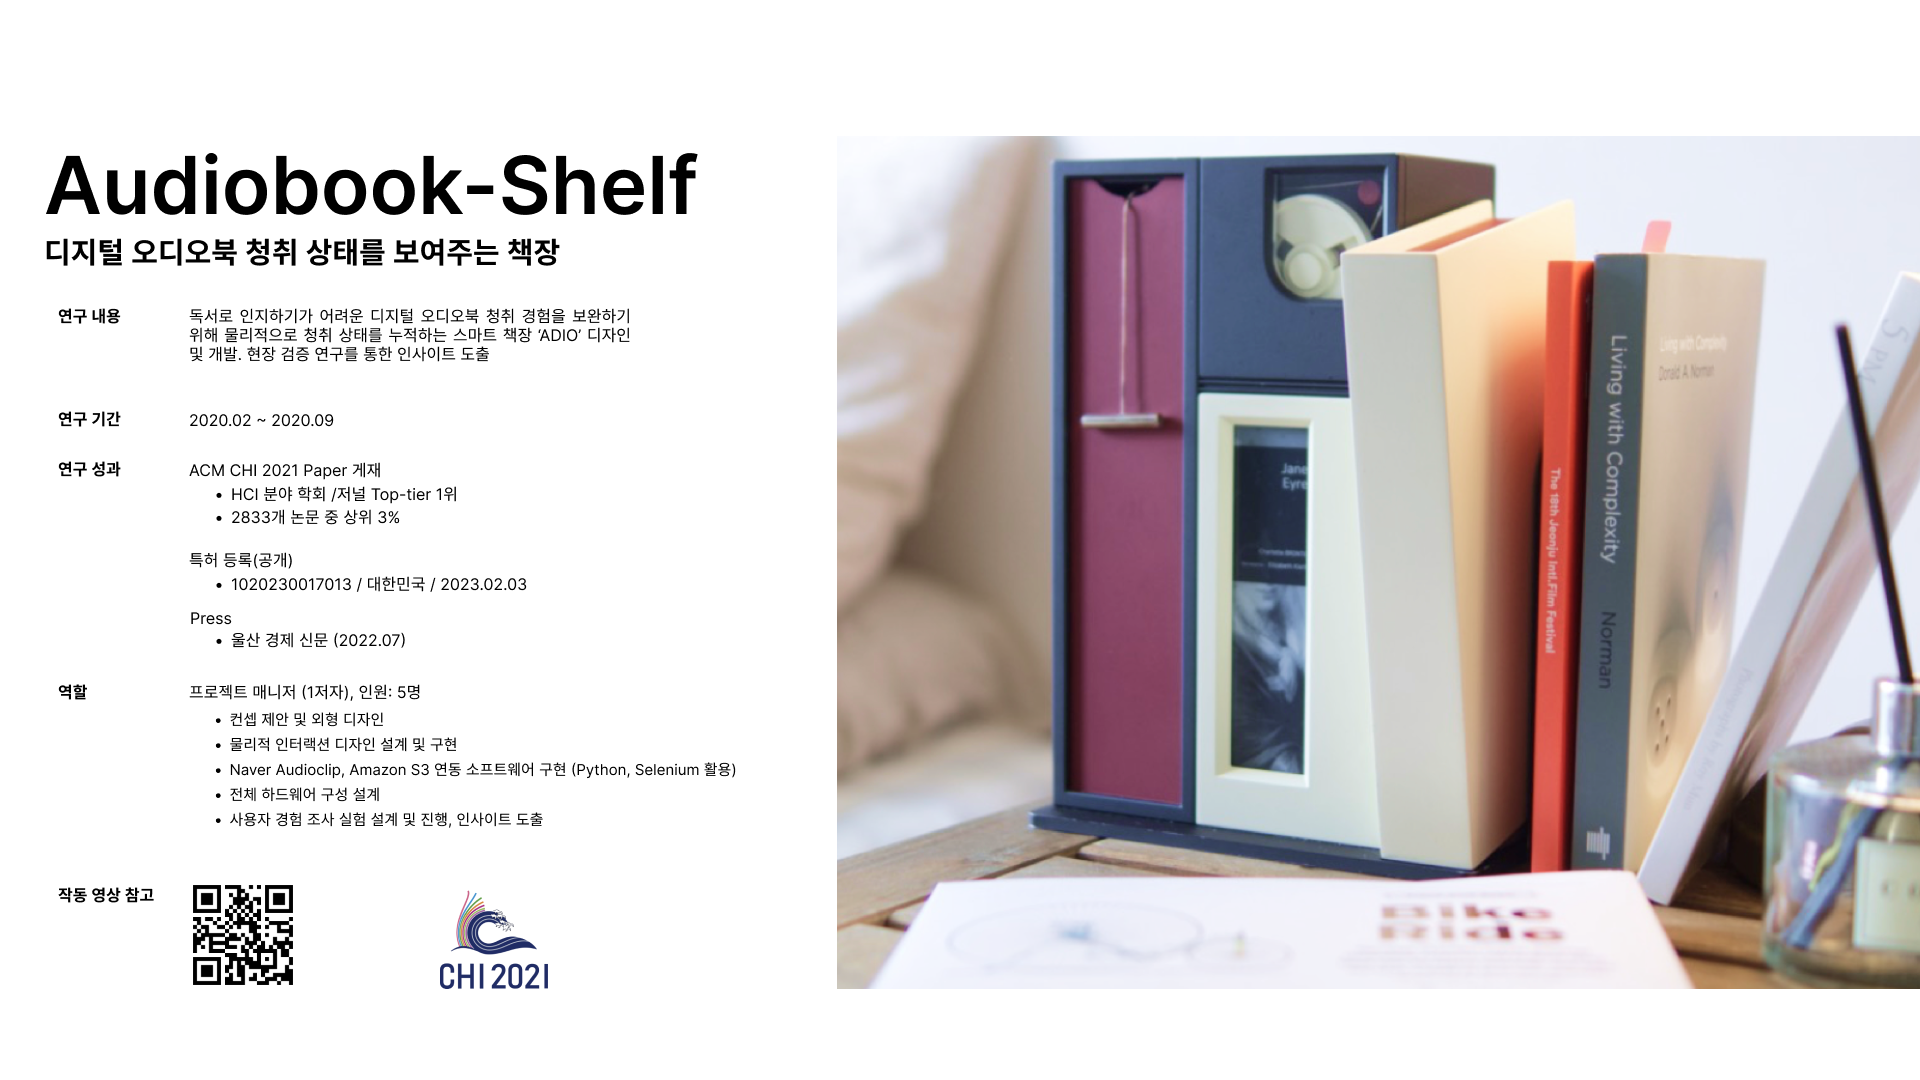 Audiobook-Shelf
디지털 오디오북 청취 상태를 보여주는 책장
연구 내용
독서로 인지하기가 어려운 디지털 오디오북 청취 경험을 보완하기
위해 물리적으로 청취 상태를 누적하는 스마트 책장 ‘ADIO’ 디자인
및 개발. 현장 검증 연구를 통한 인사이트 도출
연구 기간
2020.02 ~ 2020.09
연구 성과
ACM CHI 2021 Paper 게재
• HCI 분야 학회 /저널 Top-tier 1위
• 2833개 논문 중 상위 3%
특허 등록(공개)
• 1020230017013 / 대한민국 / 2023.02.03
Press
• 울산 경제 신문 (2022.07)
역할
프로젝트 매니저 (1저자), 인원: 5명
• 컨셉 제안 및 외형 디자인
• 물리적 인터랙션 디자인 설계 및 구현
• Naver Audioclip, Amazon S3 연동 소프트웨어 구현 (Python, Selenium 활용)
• 전체 하드웨어 구성 설계
• 사용자 경험 조사 실험 설계 및 진행, 인사이트 도출
작동 영상 참고
CHI 2021
Jane
Eyre
The 18th Jeonju Intl.Film Festival
Living with Complexity
Norman
Living with Complexity
Donald A. Norman
5 PM
Bike
Ride